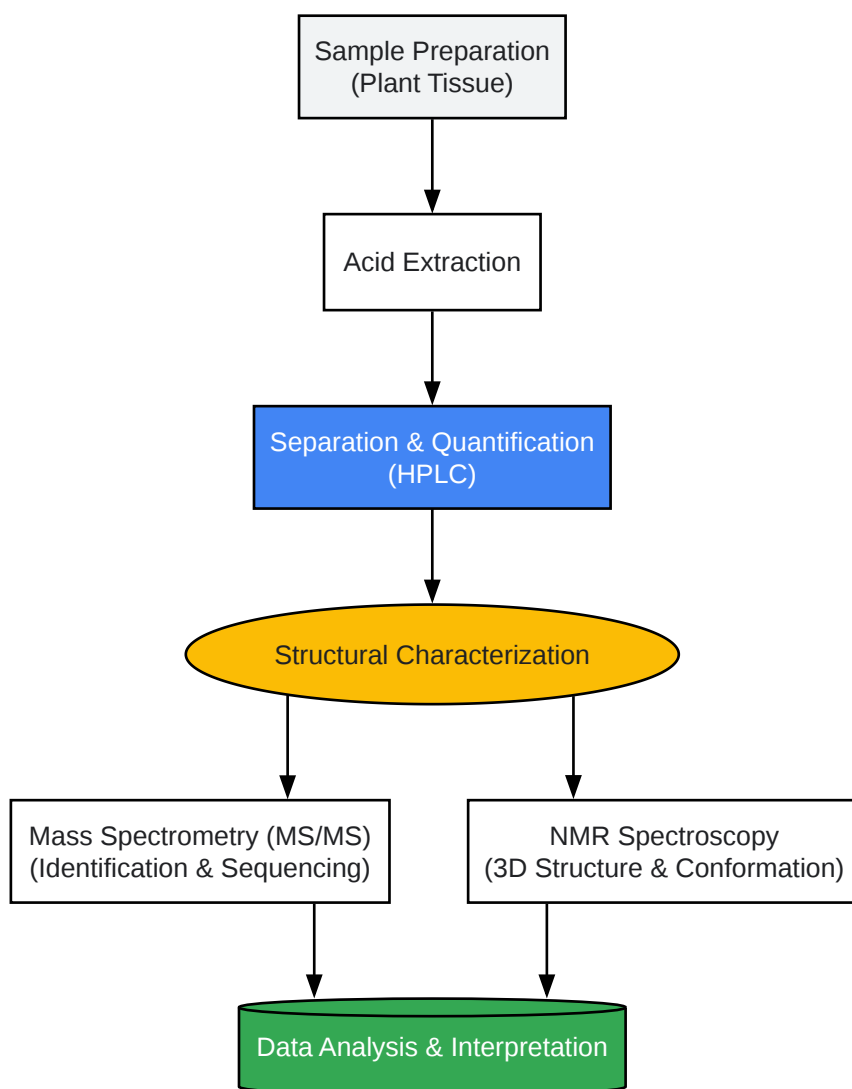 Sample Preparation
(Plant Tissue)
Acid Extraction
Separation & Quantification
(HPLC)
Structural Characterization
Mass Spectrometry (MS/MS)
(Identification & Sequencing)
NMR Spectroscopy
(3D Structure & Conformation)
Data Analysis & Interpretation